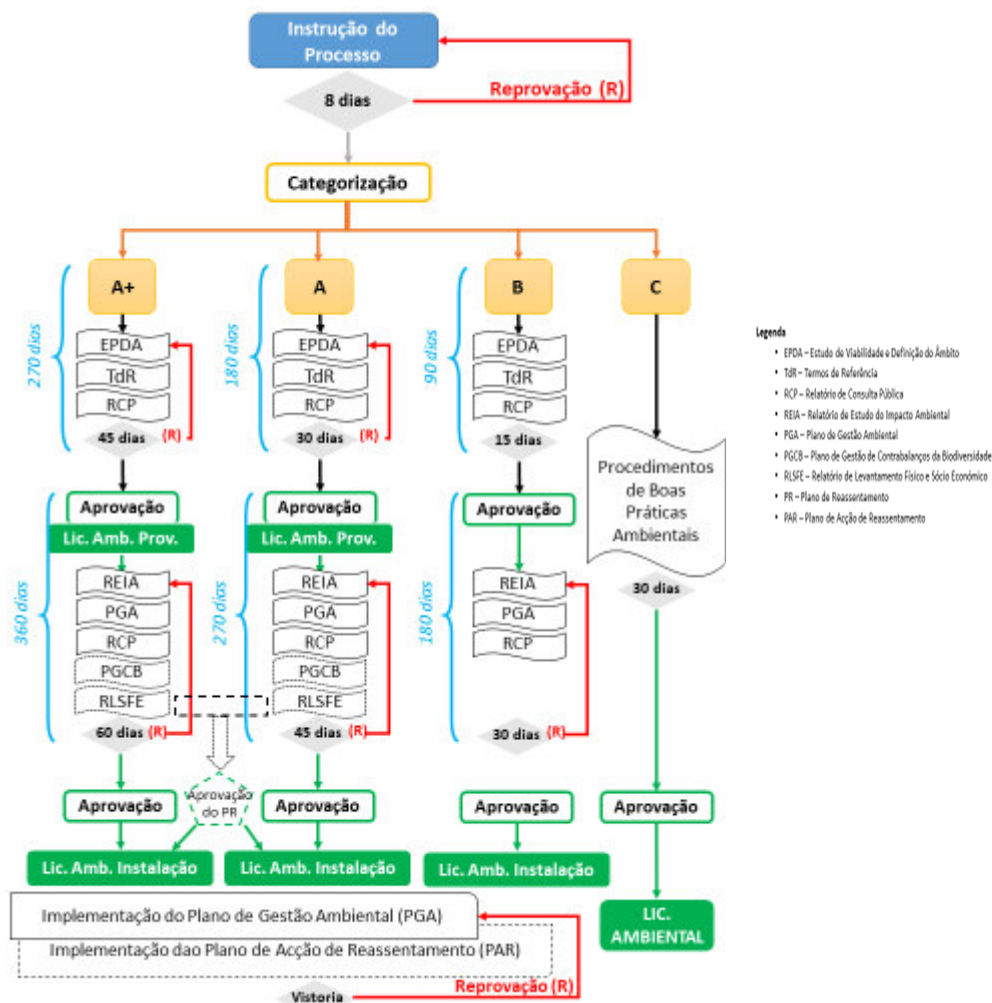 Instrução do
Processo
Reprovação (R)
8 dias
Categorização
A+
A
B
C
270 dias
EPDA
TdR
RCP
45 dias
(R)
180 dias
EPDA
TdR
RCP
30 dias
(R)
90 dias
EPDA
TdR
RCP
15 dias
Procedimentos
de Boas
Práticas
Ambientais
30 dias
Aprovação
Lic. Amb. Prov.
Aprovação
Lic. Amb. Prov.
Aprovação
360 dias
REIA
PGA
RCP
PGCB
RLSFE
60 dias
(R)
270 dias
REIA
PGA
RCP
PGCB
RLSFE
45 dias
(R)
180 dias
REIA
PGA
RCP
30 dias
(R)
Aprovação
Aprovação
do PR
Aprovação
Aprovação
Aprovação
Lic. Amb. Instalação
Lic. Amb. Instalação
Lic. Amb. Instalação
LIC.
AMBIENTAL
Implementação do Plano de Gestão Ambiental (PGA)
Implementação dao Plano de Acção de Reassentamento (PAR)
Reprovação (R)
Vistoria
Legenda
• EPDA – Estudo de Viabilidade e Definição do Âmbito
• TdR – Termos de Referência
• RCP – Relatório de Consulta Pública
• REIA – Relatório de Estudo do Impacto Ambiental
• PGA – Plano de Gestão Ambiental
• PGCB – Plano de Gestão de Contrabalanços da Biodiversidade
• RLSFE – Relatório de Levantamento Físico e Sócio Económico
• PR – Plano de Reassentamento
• PAR – Plano de Acção de Reassentamento